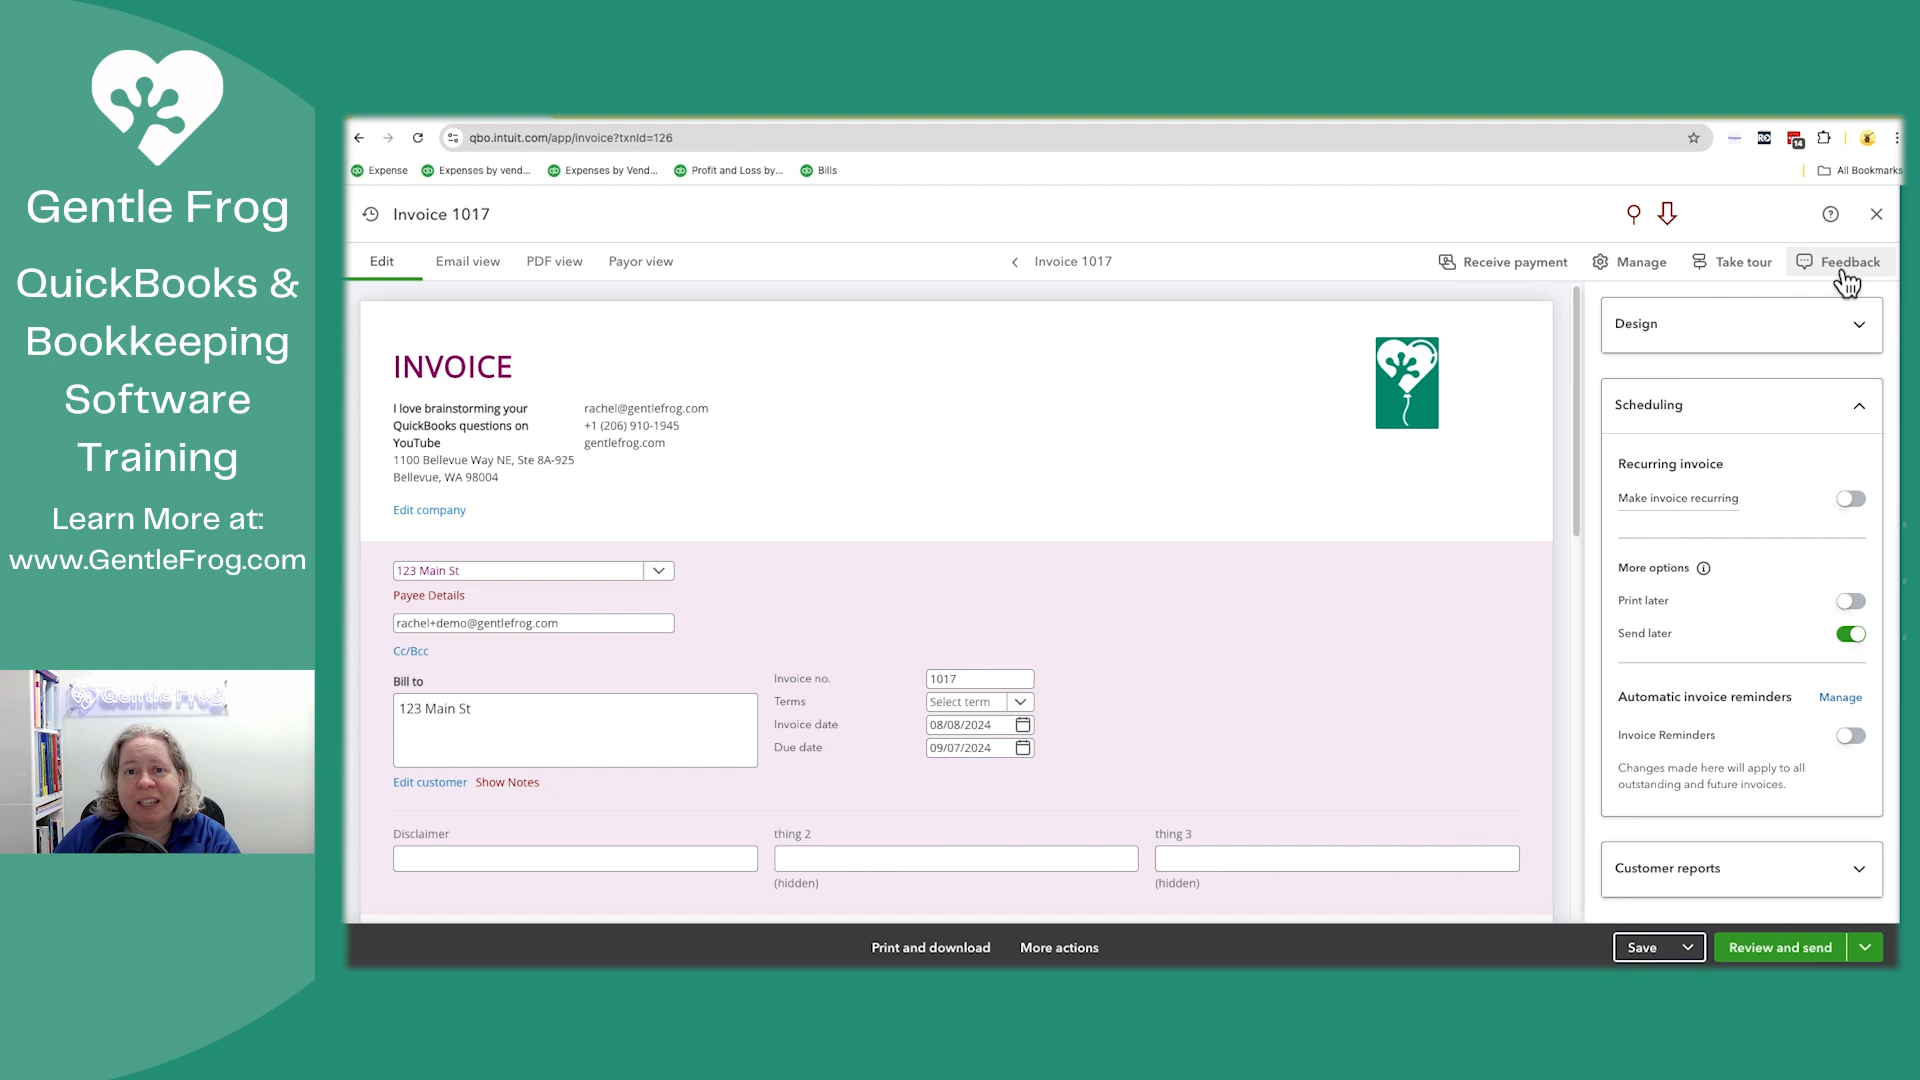 Gentle Frog
QuickBooks &
Bookkeeping
Software
Training
Learn More at:
www.GentleFrog.com
Gentle Frog
qbo.intuit.com/app/invoice?txnId=126
14
Expense
Expenses by vend...
Expenses by Vend...
Profit and Loss by...
Bills
All Bookmarks
Invoice 1017
Edit
Email view
PDF view
Payor view
Invoice 1017
Receive payment
Manage
Take tour
Feedback
INVOICE
I love brainstorming your
QuickBooks questions on
YouTube
1100 Bellevue Way NE, Ste 8A-925
Bellevue, WA 98004
rachel@gentlefrog.com
+1 (206) 910-1945
gentlefrog.com
Edit company
123 Main St
Payee Details
rachel+demo@gentlefrog.com
Cc/Bcc
Bill to
123 Main St
Edit customer Show Notes
Invoice no. 1017
Terms Select term
Invoice date 08/08/2024
Due date 09/07/2024
Disclaimer
thing 2
(hidden)
thing 3
(hidden)
Design
Scheduling
Recurring invoice
Make invoice recurring
More options
Print later
Send later
Automatic invoice reminders Manage
Invoice Reminders
Changes made here will apply to all
outstanding and future invoices.
Customer reports
Print and download
More actions
Save
Review and send